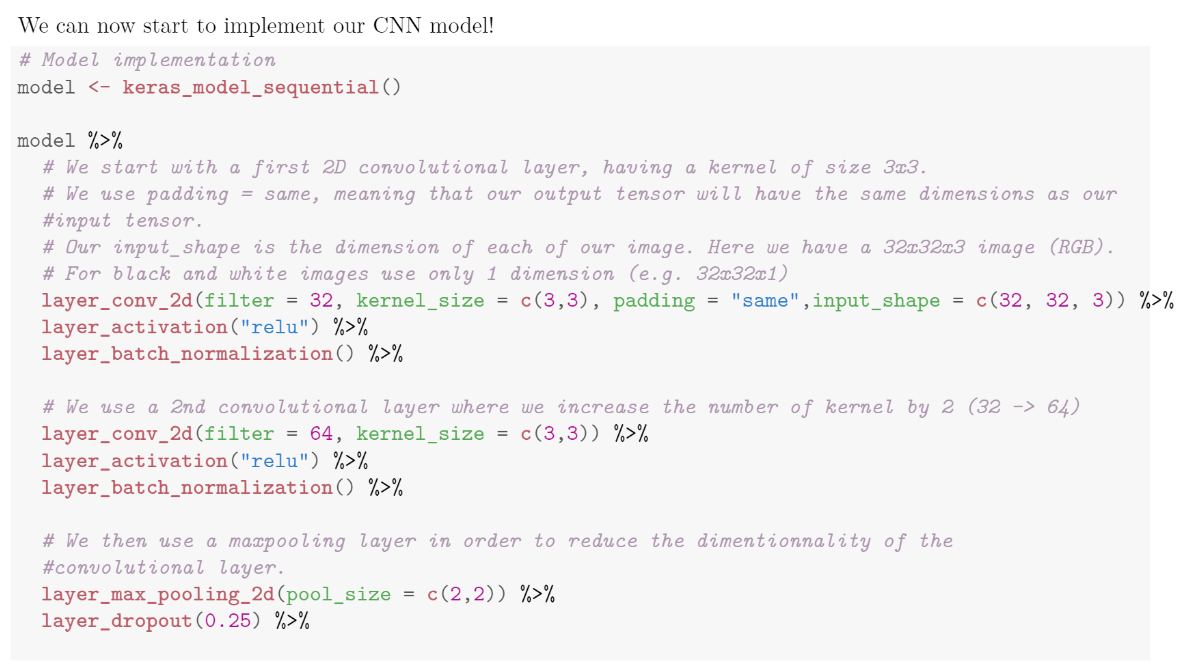 We can now start to implement our CNN model!
# Model implementation
model <- keras_model_sequential()
model %>%
# We start with a first 2D convolutional layer, having a kernel of size 3x3.
# We use padding = same, meaning that our output tensor will have the same dimensions as our
#input tensor.
# Our input_shape is the dimension of each of our image. Here we have a 32x32x3 image (RGB).
# For black and white images use only 1 dimension (e.g. 32x32x1)
layer_conv_2d(filter = 32, kernel_size = c(3,3), padding = "same",input_shape = c(32, 32, 3)) %>%
layer_activation("relu") %>%
layer_batch_normalization() %>%
# We use a 2nd convolutional layer where we increase the number of kernel by 2 (32 -> 64)
layer_conv_2d(filter = 64, kernel_size = c(3,3)) %>%
layer_activation("relu") %>%
layer_batch_normalization() %>%
# We then use a maxpooling layer in order to reduce the dimentionnality of the
#convolutional layer.
layer_max_pooling_2d(pool_size = c(2,2)) %>%
layer_dropout(0.25) %>%